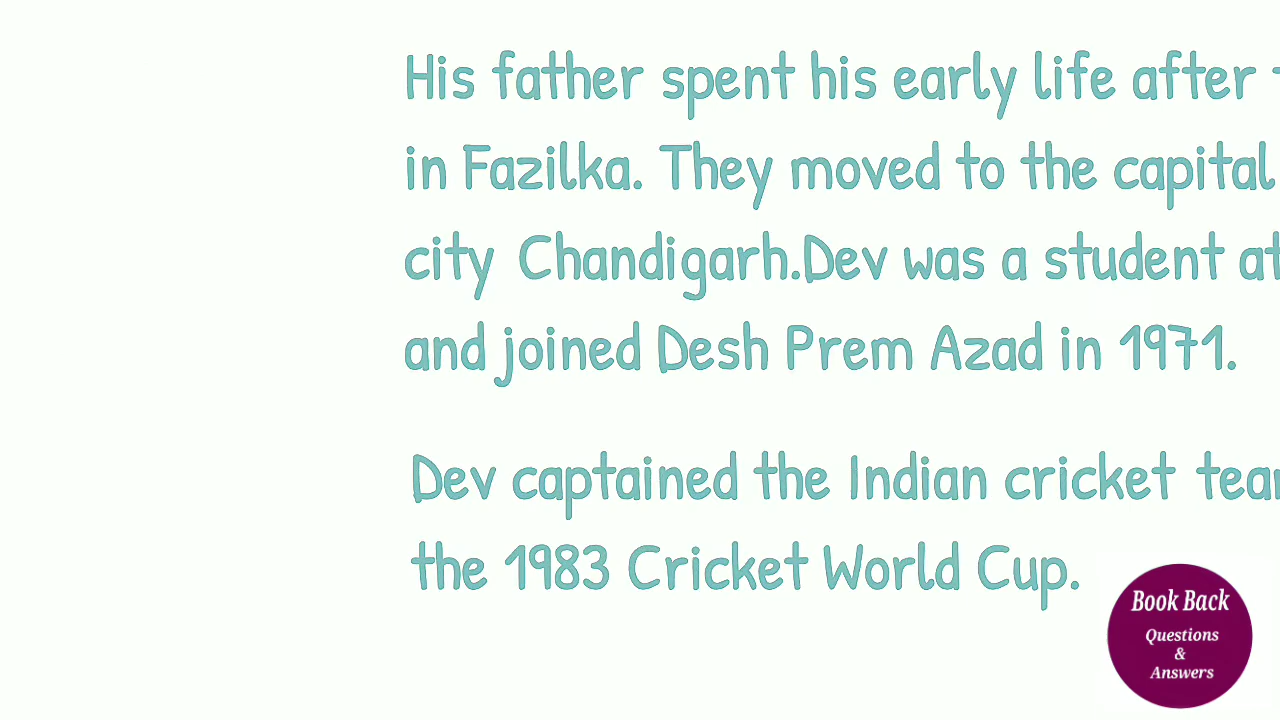 His father spent his early life after
in Fazilka. They moved to the capital
city Chandigarh.Dev was a student at
and joined Desh Prem Azad in 1971.
Dev captained the Indian cricket
the 1983 Cricket World Cup.
Book Back
Questions
&
Answers